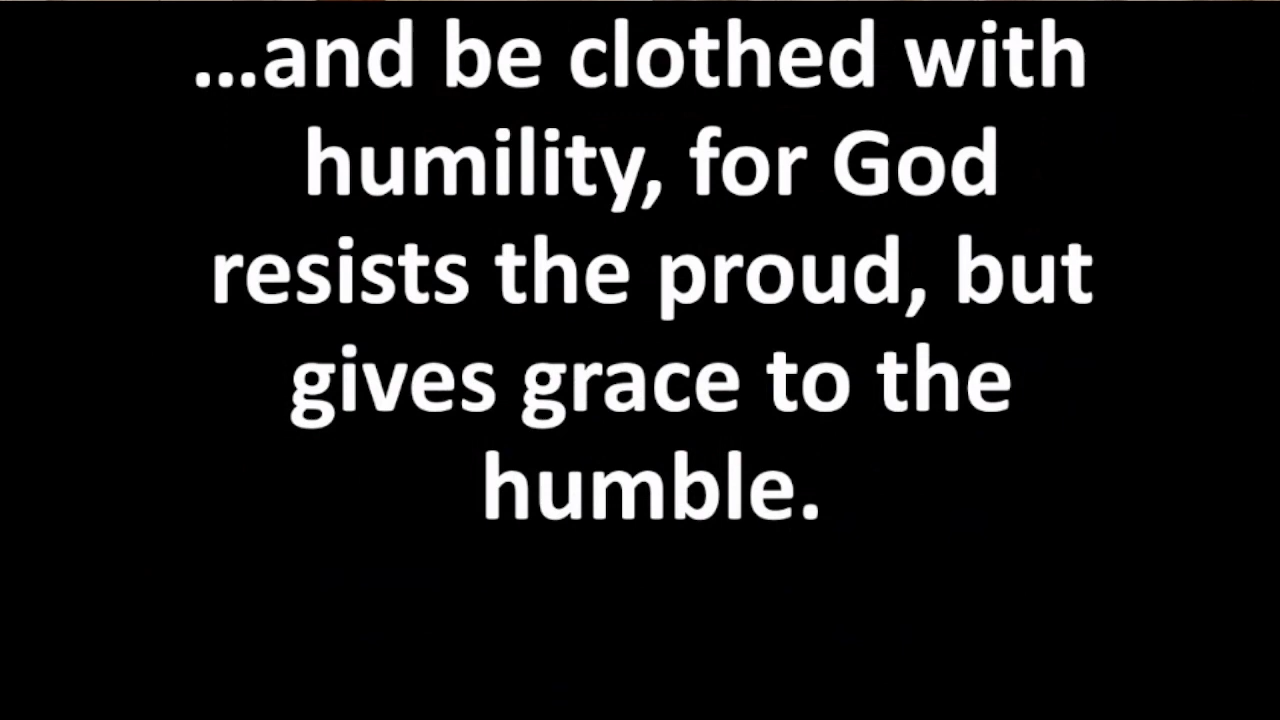 …and be clothed with
humility, for God
resists the proud, but
gives grace to the
humble.